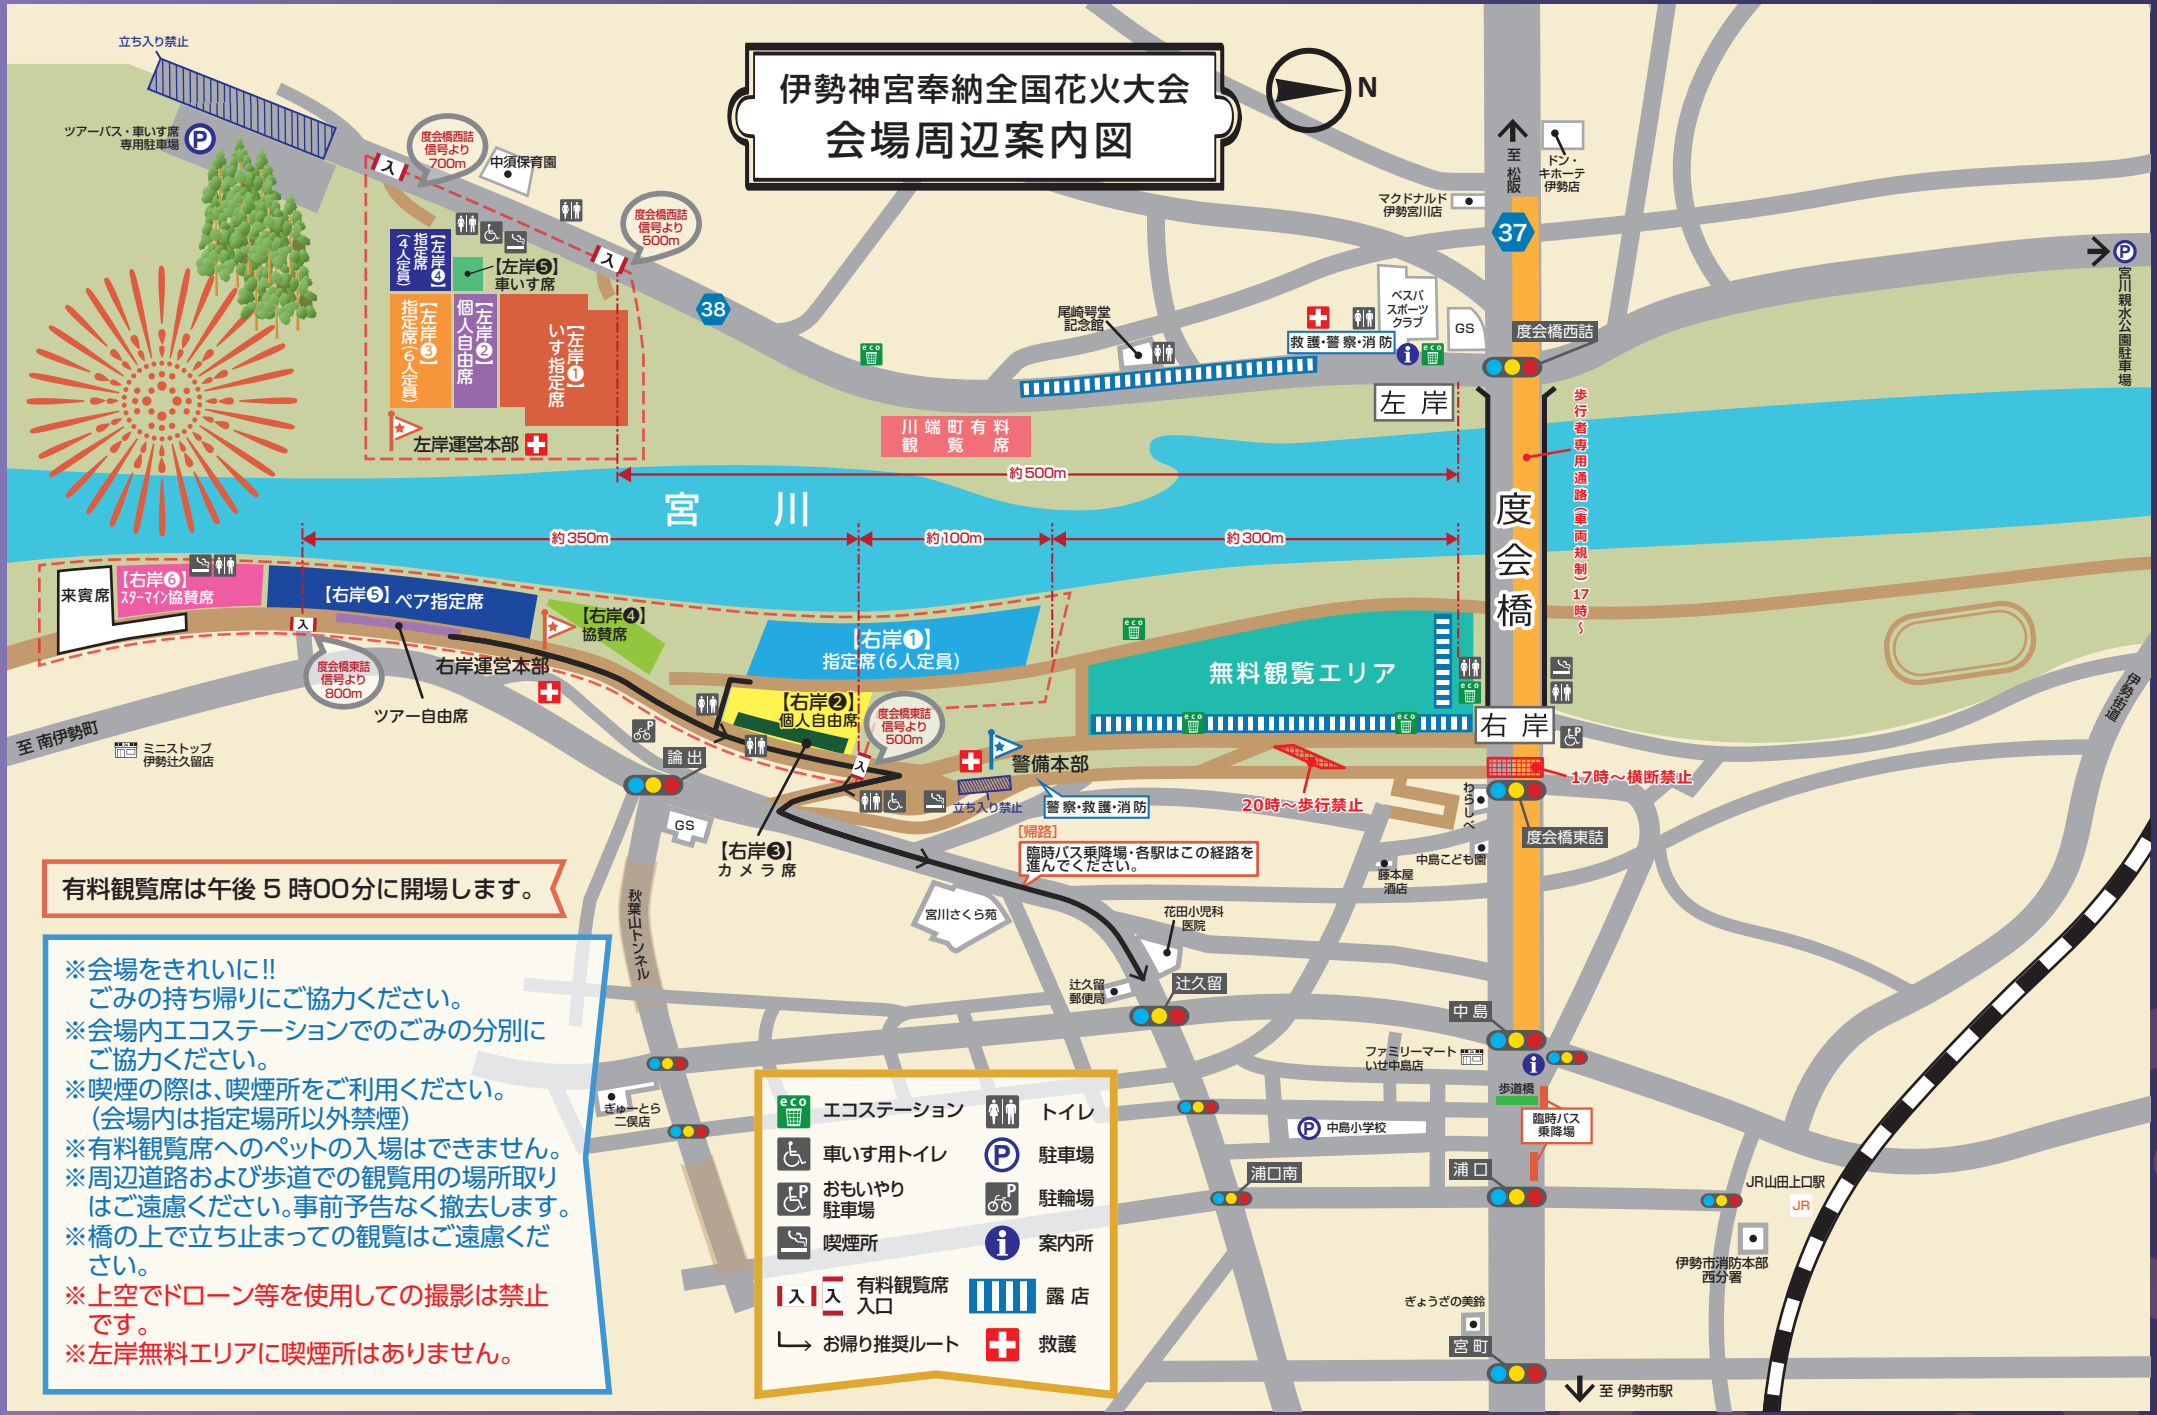 伊勢神宮奉納全国花火大会
会場周辺案内図
N
立ち入り禁止
ツアーバス・車いす席
専用駐車場
P
入
度会橋西詰
信号より
700m
中須保育園
入
度会橋西詰
信号より
500m
【左岸❹】
指定席
(4人定員)
【左岸❺】
車いす席
【左岸❸】
指定席(6人定員)
【左岸❷】
個人自由席
【左岸❶】
いす指定席
左岸運営本部
38
eco
川端町有料
観覧席
尾崎咢堂
記念館
救護・警察・消防
ベスパ
スポーツ
クラブ
GS
i
eco
左岸
マクドナルド
伊勢宮川店
至 松阪
ドン・
キホーテ
伊勢店
37
度会橋西詰
P
宮川親水公園駐車場
歩行者専用通路(車両規制)17時~
度会橋
宮川
約500m
約350m
約100m
約300m
来賓席
【右岸❻】
スターマイン協賛席
【右岸❺】ペア指定席
【右岸❹】
協賛席
入
度会橋東詰
信号より
800m
ツアー自由席
右岸運営本部
【右岸❶】
指定席(6人定員)
【右岸❷】
個人自由席
度会橋東詰
信号より
500m
入
【右岸❸】
カメラ席
eco
無料観覧エリア
eco
eco
eco
右岸
P
伊勢街道
至 南伊勢町
ミニストップ
伊勢辻久留店
P
論出
GS
警備本部
立ち入り禁止
警察・救護・消防
20時~歩行禁止
17時~横断禁止
わらじべ
度会橋東詰
中島こども園
藤本屋
酒店
[帰路]
臨時バス乗降場・各駅はこの経路を
進んでください。
宮川さくら苑
花田小児科
医院
辻久留
郵便局
辻久留
秋葉山トンネル
有料観覧席は午後5時00分に開場します。
※会場をきれいに!!
ごみの持ち帰りにご協力ください。
※会場内エコステーションでのごみの分別に
ご協力ください。
※喫煙の際は、喫煙所をご利用ください。
(会場内は指定場所以外禁煙)
※有料観覧席へのペットの入場はできません。
※周辺道路および歩道での観覧用の場所取り
はご遠慮ください。事前予告なく撤去します。
※橋の上で立ち止まっての観覧はご遠慮くだ
さい。
※上空でドローン等を使用しての撮影は禁止
です。
※左岸無料エリアに喫煙所はありません。
ぎゅーとら
二俣店
eco
エコステーション
トイレ
車いす用トイレ
P
駐車場
P
おもいやり
駐車場
P
駐輪場
喫煙所
i
案内所
入
入
有料観覧席
入口
露店
お帰り推奨ルート
救護
中島
ファミリーマート
いせ中島店
i
歩道橋
臨時バス
乗降場
P
中島小学校
浦口南
浦口
JR山田上口駅
JR
伊勢市消防本部
西分署
ぎょうざの美鈴
宮町
至 伊勢市駅